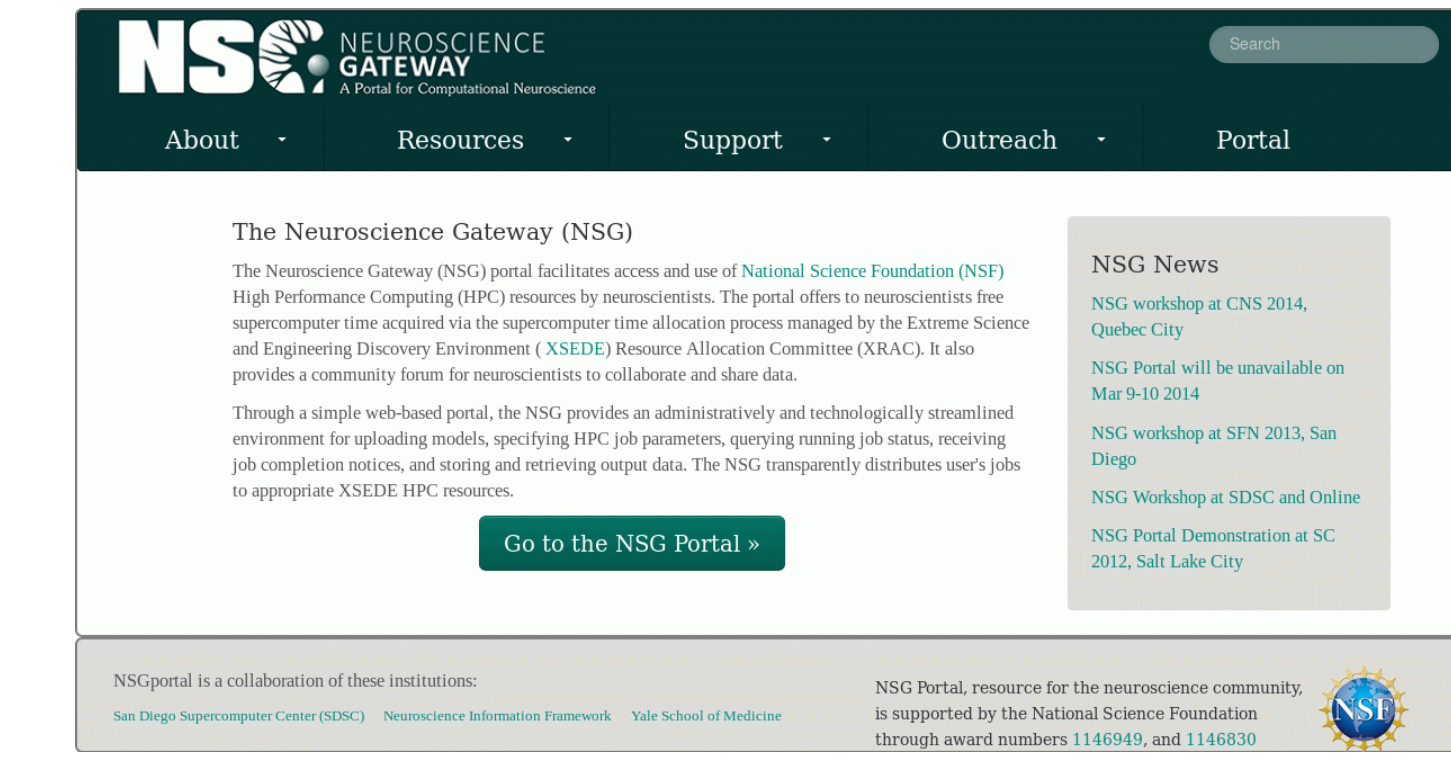 NSG
NEUROSCIENCE
GATEWAY
A Portal for Computational Neuroscience
Search
About
Resources
Support
Outreach
Portal
The Neuroscience Gateway (NSG)
The Neuroscience Gateway (NSG) portal facilitates access and use of National Science Foundation (NSF)
High Performance Computing (HPC) resources by neuroscientists. The portal offers to neuroscientists free
supercomputer time acquired via the supercomputer time allocation process managed by the Extreme Science
and Engineering Discovery Environment ( XSEDE) Resource Allocation Committee (XRAC). It also
provides a community forum for neuroscientists to collaborate and share data.
Through a simple web-based portal, the NSG provides an administratively and technologically streamlined
environment for uploading models, specifying HPC job parameters, querying running job status, receiving
job completion notices, and storing and retrieving output data. The NSG transparently distributes user's jobs
to appropriate XSEDE HPC resources.
Go to the NSG Portal »
NSG News
NSG workshop at CNS 2014,
Quebec City
NSG Portal will be unavailable on
Mar 9-10 2014
NSG workshop at SFN 2013, San
Diego
NSG Workshop at SDSC and Online
NSG Portal Demonstration at SC
2012, Salt Lake City
NSGportal is a collaboration of these institutions:
San Diego Supercomputer Center (SDSC) Neuroscience Information Framework Yale School of Medicine
NSG Portal, resource for the neuroscience community,
is supported by the National Science Foundation
through award numbers 1146949, and 1146830
NSF